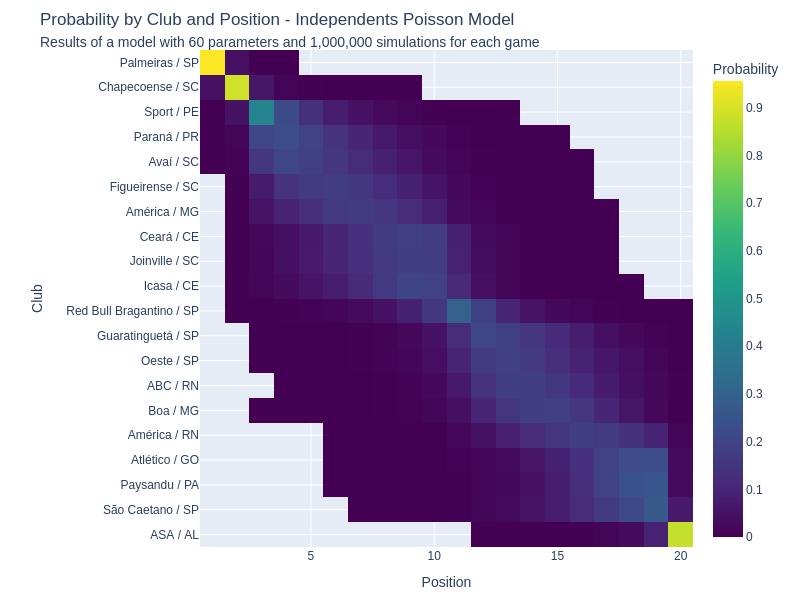 Probability by Club and Position - Independents Poisson Model
Results of a model with 60 parameters and 1,000,000 simulations for each game
Probability
Palmeiras / SP
Chapecoense / SC
Sport / PE
Paraná / PR
Avaí / SC
Figueirense / SC
América / MG
Ceará / CE
Joinville / SC
Icasa / CE
Red Bull Bragantino / SP
Guaratinguetá / SP
Oeste / SP
ABC / RN
Boa / MG
América / RN
Atlético / GO
Paysandu / PA
São Caetano / SP
ASA / AL
Club
5
10
15
20
Position
0.9
0.8
0.7
0.6
0.5
0.4
0.3
0.2
0.1
0